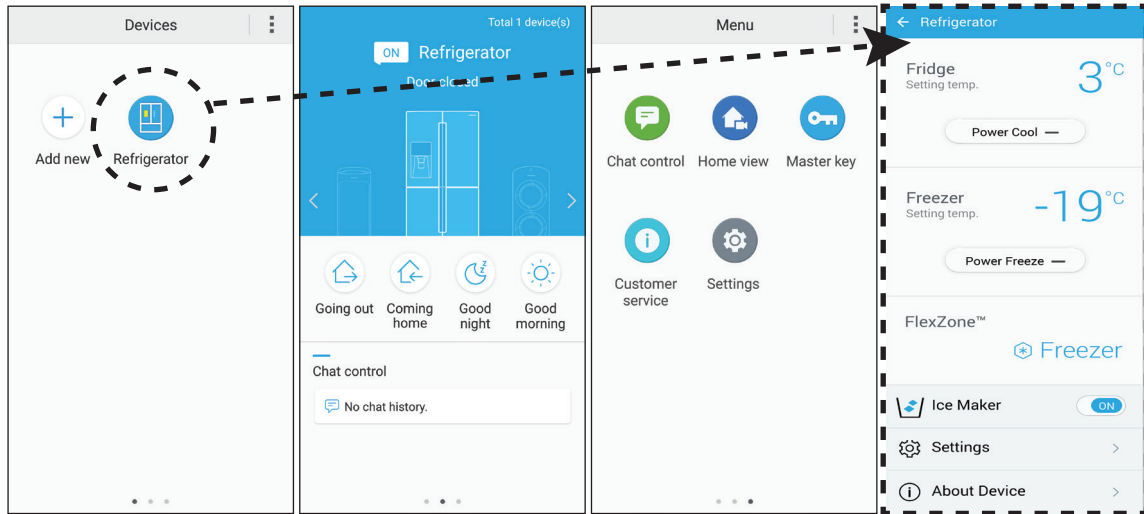 Devices
Add new
Refrigerator
Total 1 device(s)
ON Refrigerator
Door closed
Going out
Coming
home
Good
night
Good
morning
Chat control
No chat history.
Menu
Chat control
Home view
Master key
Customer
service
Settings
Refrigerator
Fridge
Setting temp.
3°C
Power Cool —
Freezer
Setting temp.
-19°C
Power Freeze —
FlexZone™
Freezer
Ice Maker
ON
Settings
About Device